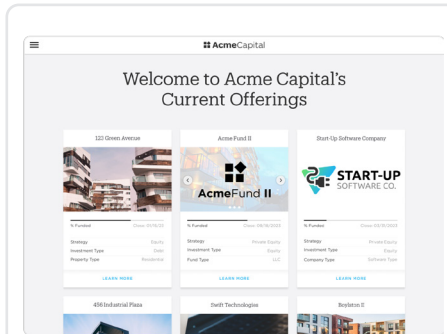 AcmeCapital
Welcome to Acme Capital's
Current Offerings
123 Green Avenue
Acme Fund II
Start-Up Software Company
AcmeFund II
START-UP
SOFTWARE CO.
% Funded
% Funded
% Funded
Strategy Equity
Investment Type Debt
Property Type Residential
Strategy Private Equity
Investment Type Equity
Fund Type LLC
Strategy Private Equity
Investment Type Equity
Company Type Software Type
LEARN MORE
LEARN MORE
LEARN MORE
456 Industrial Plaza
Swift Technologies